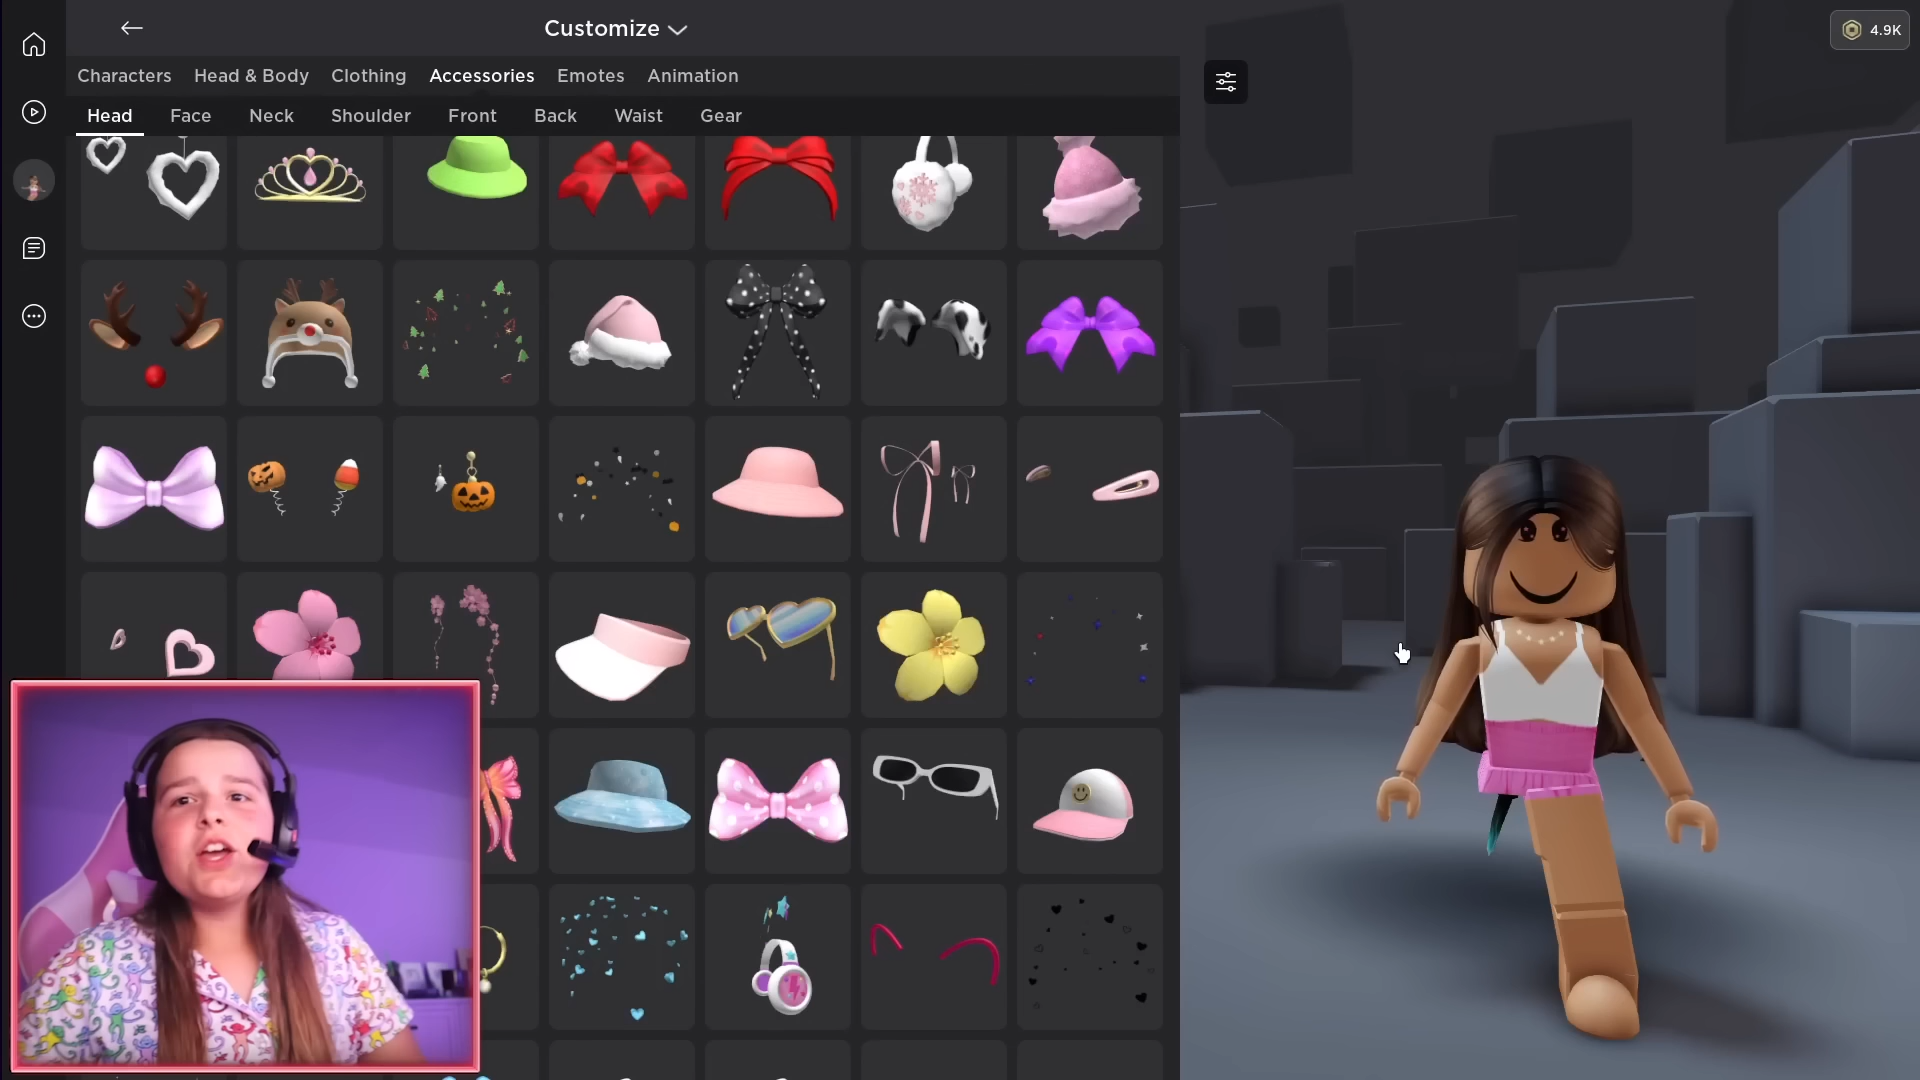 Customize
4.9K
Characters Head & Body Clothing Accessories Emotes Animation
Head Face Neck Shoulder Front Back Waist Gear